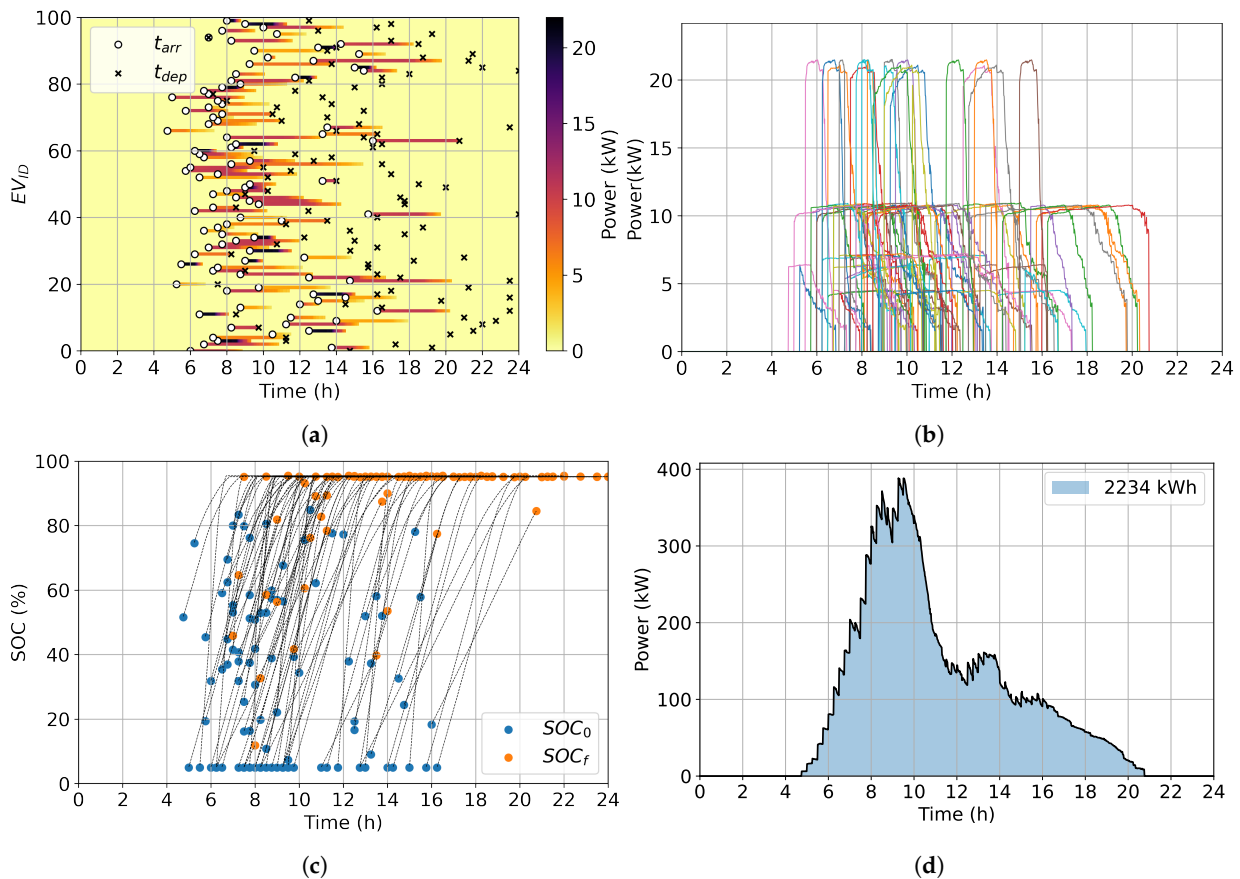 100
80
60
40
20
0
EV_ID
t_arr
t_dep
0 2 4 6 8 10 12 14 16 18 20 22 24
Time (h)
20
15
10
5
0
Power (kW)
(a)
20
15
10
5
0
Power(kW)
0 2 4 6 8 10 12 14 16 18 20 22 24
Time (h)
(b)
100
80
60
40
20
0
SOC (%)
SOC_0
SOC_f
0 2 4 6 8 10 12 14 16 18 20 22 24
Time (h)
(c)
400
300
200
100
0
Power (kW)
2234 kWh
0 2 4 6 8 10 12 14 16 18 20 22 24
Time (h)
(d)